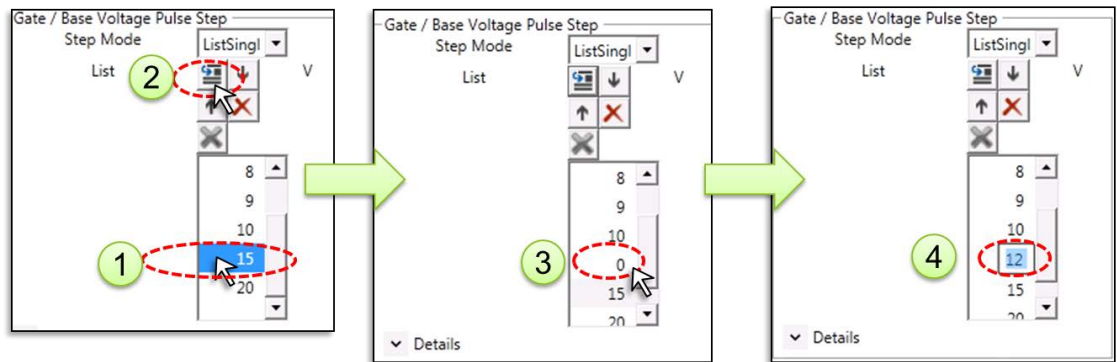 Gate / Base Voltage Pulse Step
Step Mode ListSingl
List V
2
8
9
10
1
15
20
Gate / Base Voltage Pulse Step
Step Mode ListSingl
List V
8
9
10
3
0
15
20
Details
Gate / Base Voltage Pulse Step
Step Mode ListSingl
List V
8
9
10
4
12
15
20
Details